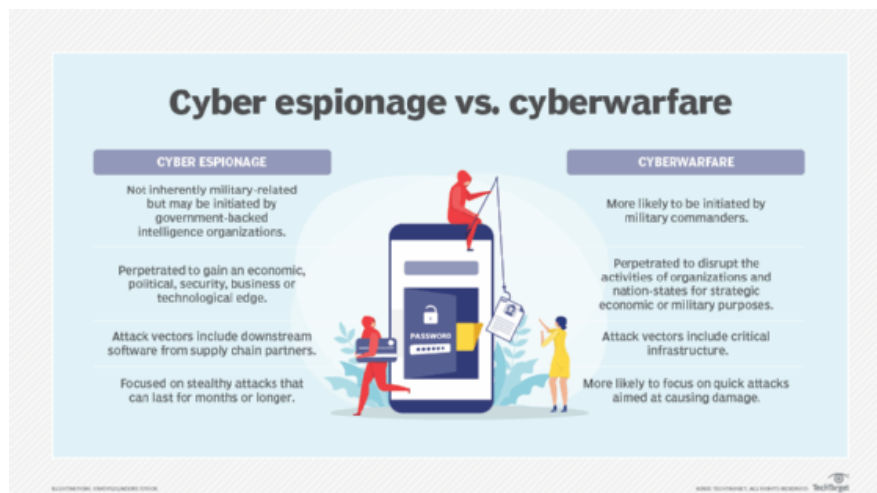 Cyber espionage vs. cyberwarfare
CYBER ESPIONAGE
Not inherently military-related
but may be initiated by
government-backed
intelligence organizations.
Perpetrated to gain an economic,
political, security, business or
technological edge.
Attack vectors include downstream
software from supply chain partners.
Focused on stealthy attacks that
can last for months or longer.
PASSWORD
CYBERWARFARE
More likely to be initiated by
military commanders.
Perpetrated to disrupt the
activities of organizations and
nation-states for strategic
economic or military purposes.
Attack vectors include critical
infrastructure.
More likely to focus on quick attacks
aimed at causing damage.
TechTarget